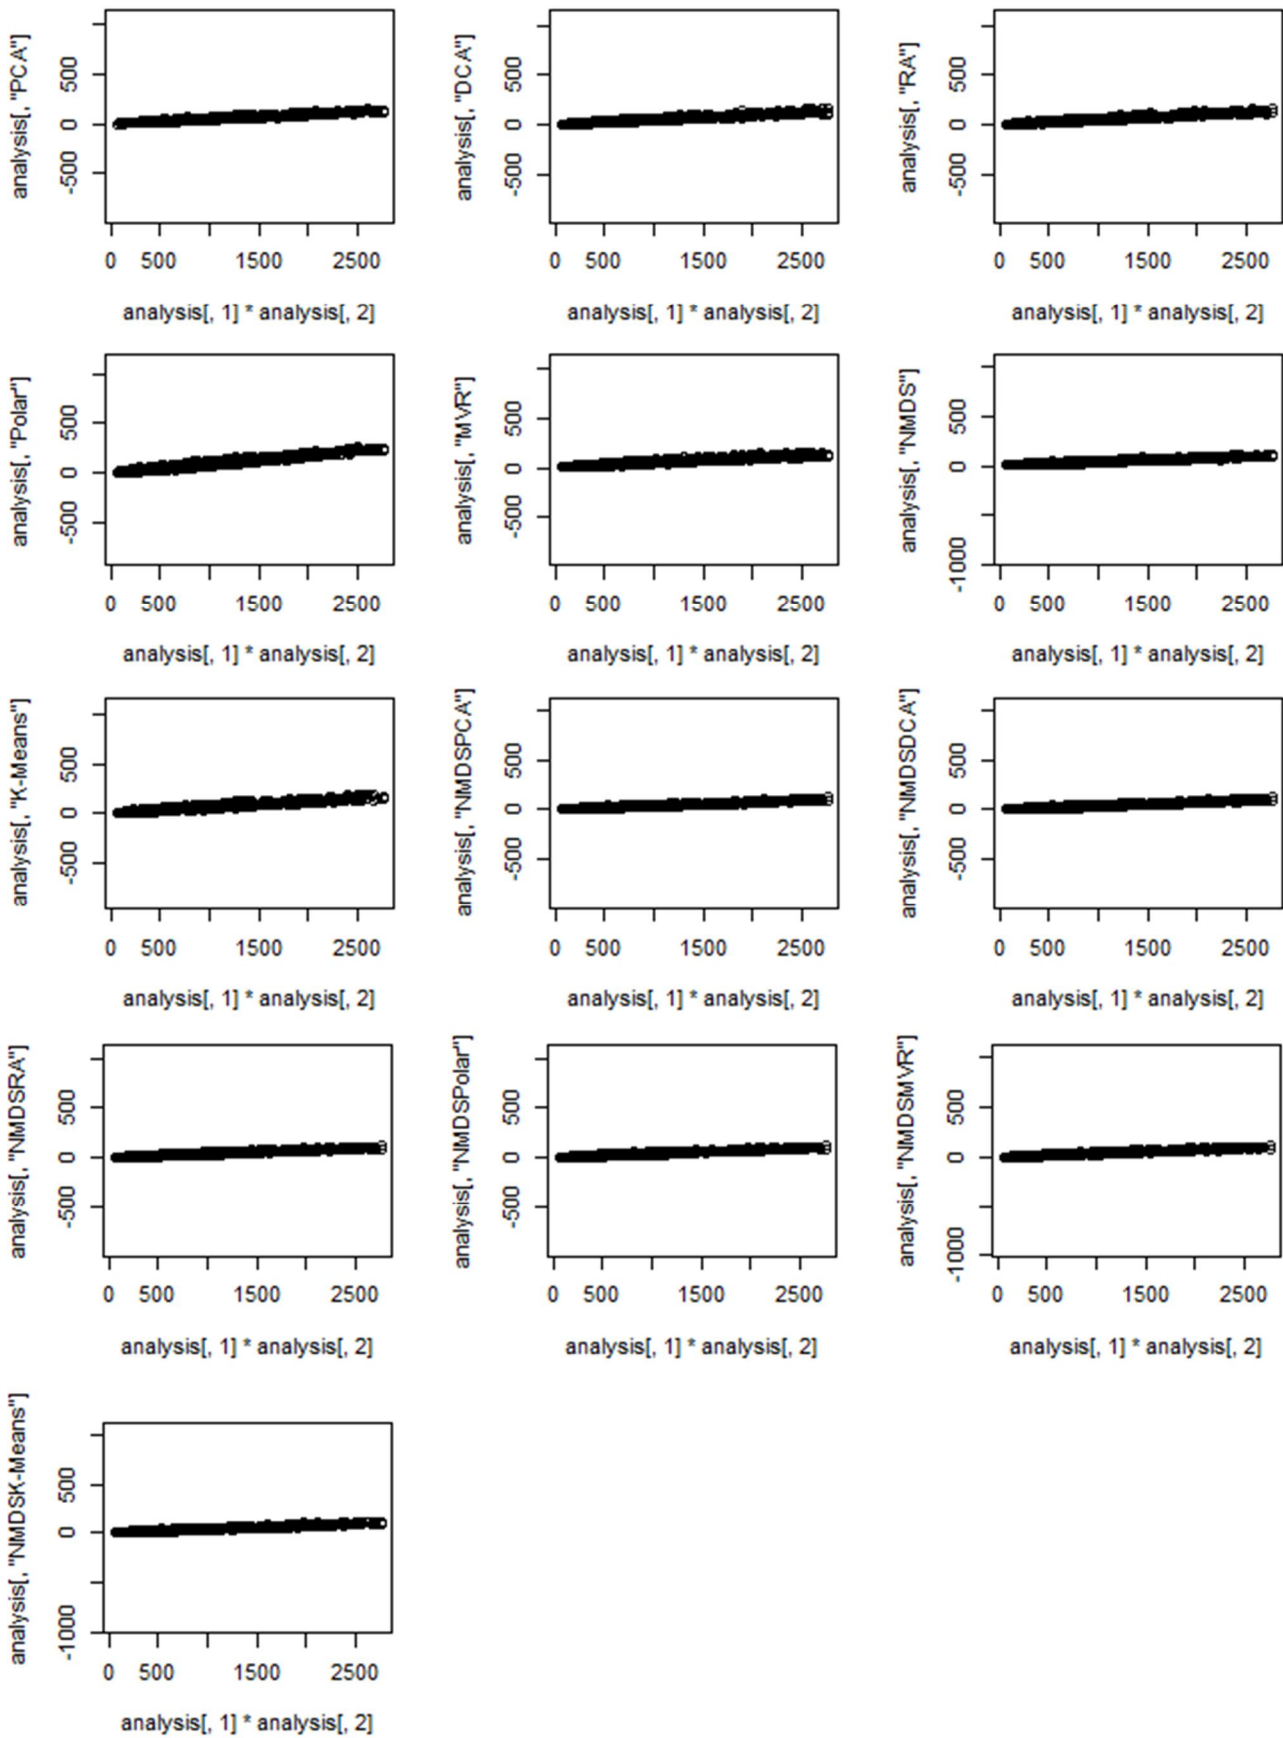 analysis[, "PCA"]
500
0
-500
0 500 1500 2500
analysis[, 1] * analysis[, 2]
analysis[, "DCA"]
500
0
-500
0 500 1500 2500
analysis[, 1] * analysis[, 2]
analysis[, "RA"]
500
0
-500
0 500 1500 2500
analysis[, 1] * analysis[, 2]
analysis[, "Polar"]
500
0
-500
0 500 1500 2500
analysis[, 1] * analysis[, 2]
analysis[, "MVR"]
500
0
-500
0 500 1500 2500
analysis[, 1] * analysis[, 2]
analysis[, "NMDS"]
500
0
-1000
0 500 1500 2500
analysis[, 1] * analysis[, 2]
analysis[, "K-Means"]
500
0
-500
0 500 1500 2500
analysis[, 1] * analysis[, 2]
analysis[, "NMDSPCA"]
500
0
-500
0 500 1500 2500
analysis[, 1] * analysis[, 2]
analysis[, "NMDSDCA"]
500
0
-500
0 500 1500 2500
analysis[, 1] * analysis[, 2]
analysis[, "NMDSRA"]
500
0
-500
0 500 1500 2500
analysis[, 1] * analysis[, 2]
analysis[, "NMDSPolar"]
500
0
-500
0 500 1500 2500
analysis[, 1] * analysis[, 2]
analysis[, "NMDSMVR"]
500
0
-1000
0 500 1500 2500
analysis[, 1] * analysis[, 2]
analysis[, "NMDSK-Means"]
500
0
-1000
0 500 1500 2500
analysis[, 1] * analysis[, 2]